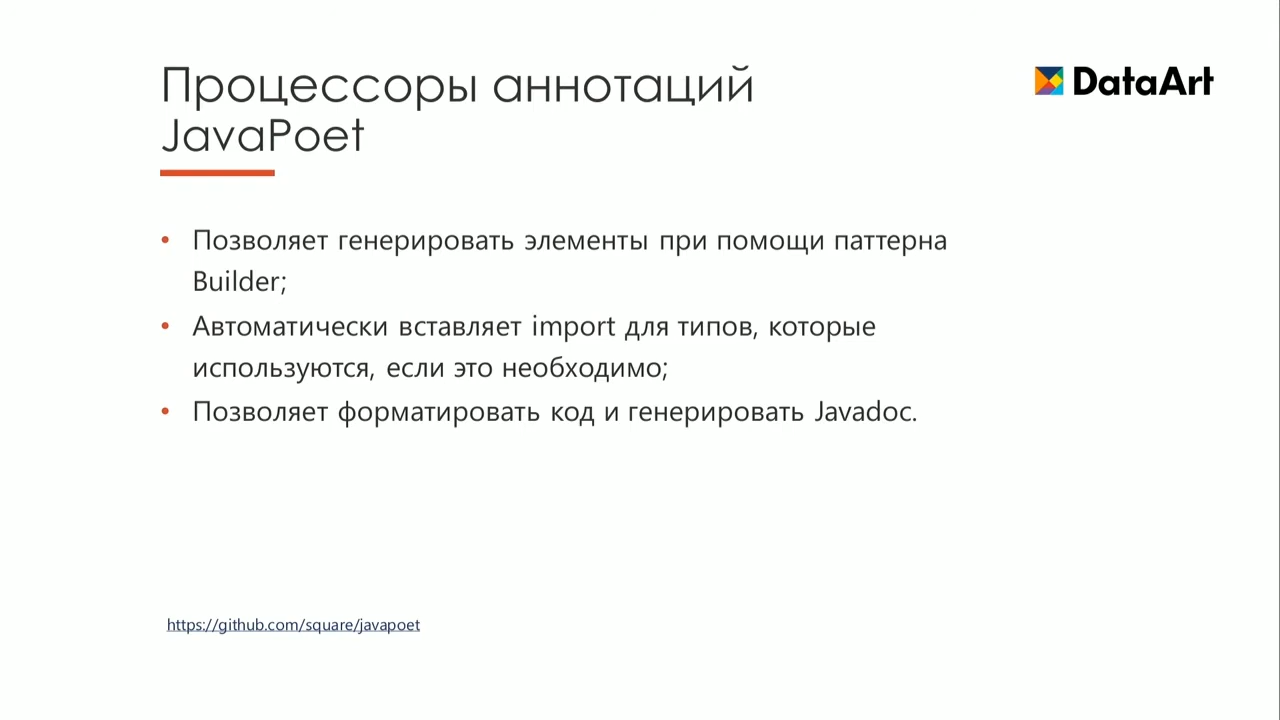 Процессоры аннотаций
JavaPoet
DataArt
• Позволяет генерировать элементы при помощи паттерна
Builder;
• Автоматически вставляет import для типов, которые
используются, если это необходимо;
• Позволяет форматировать код и генерировать Javadoc.
https://github.com/square/javapoet